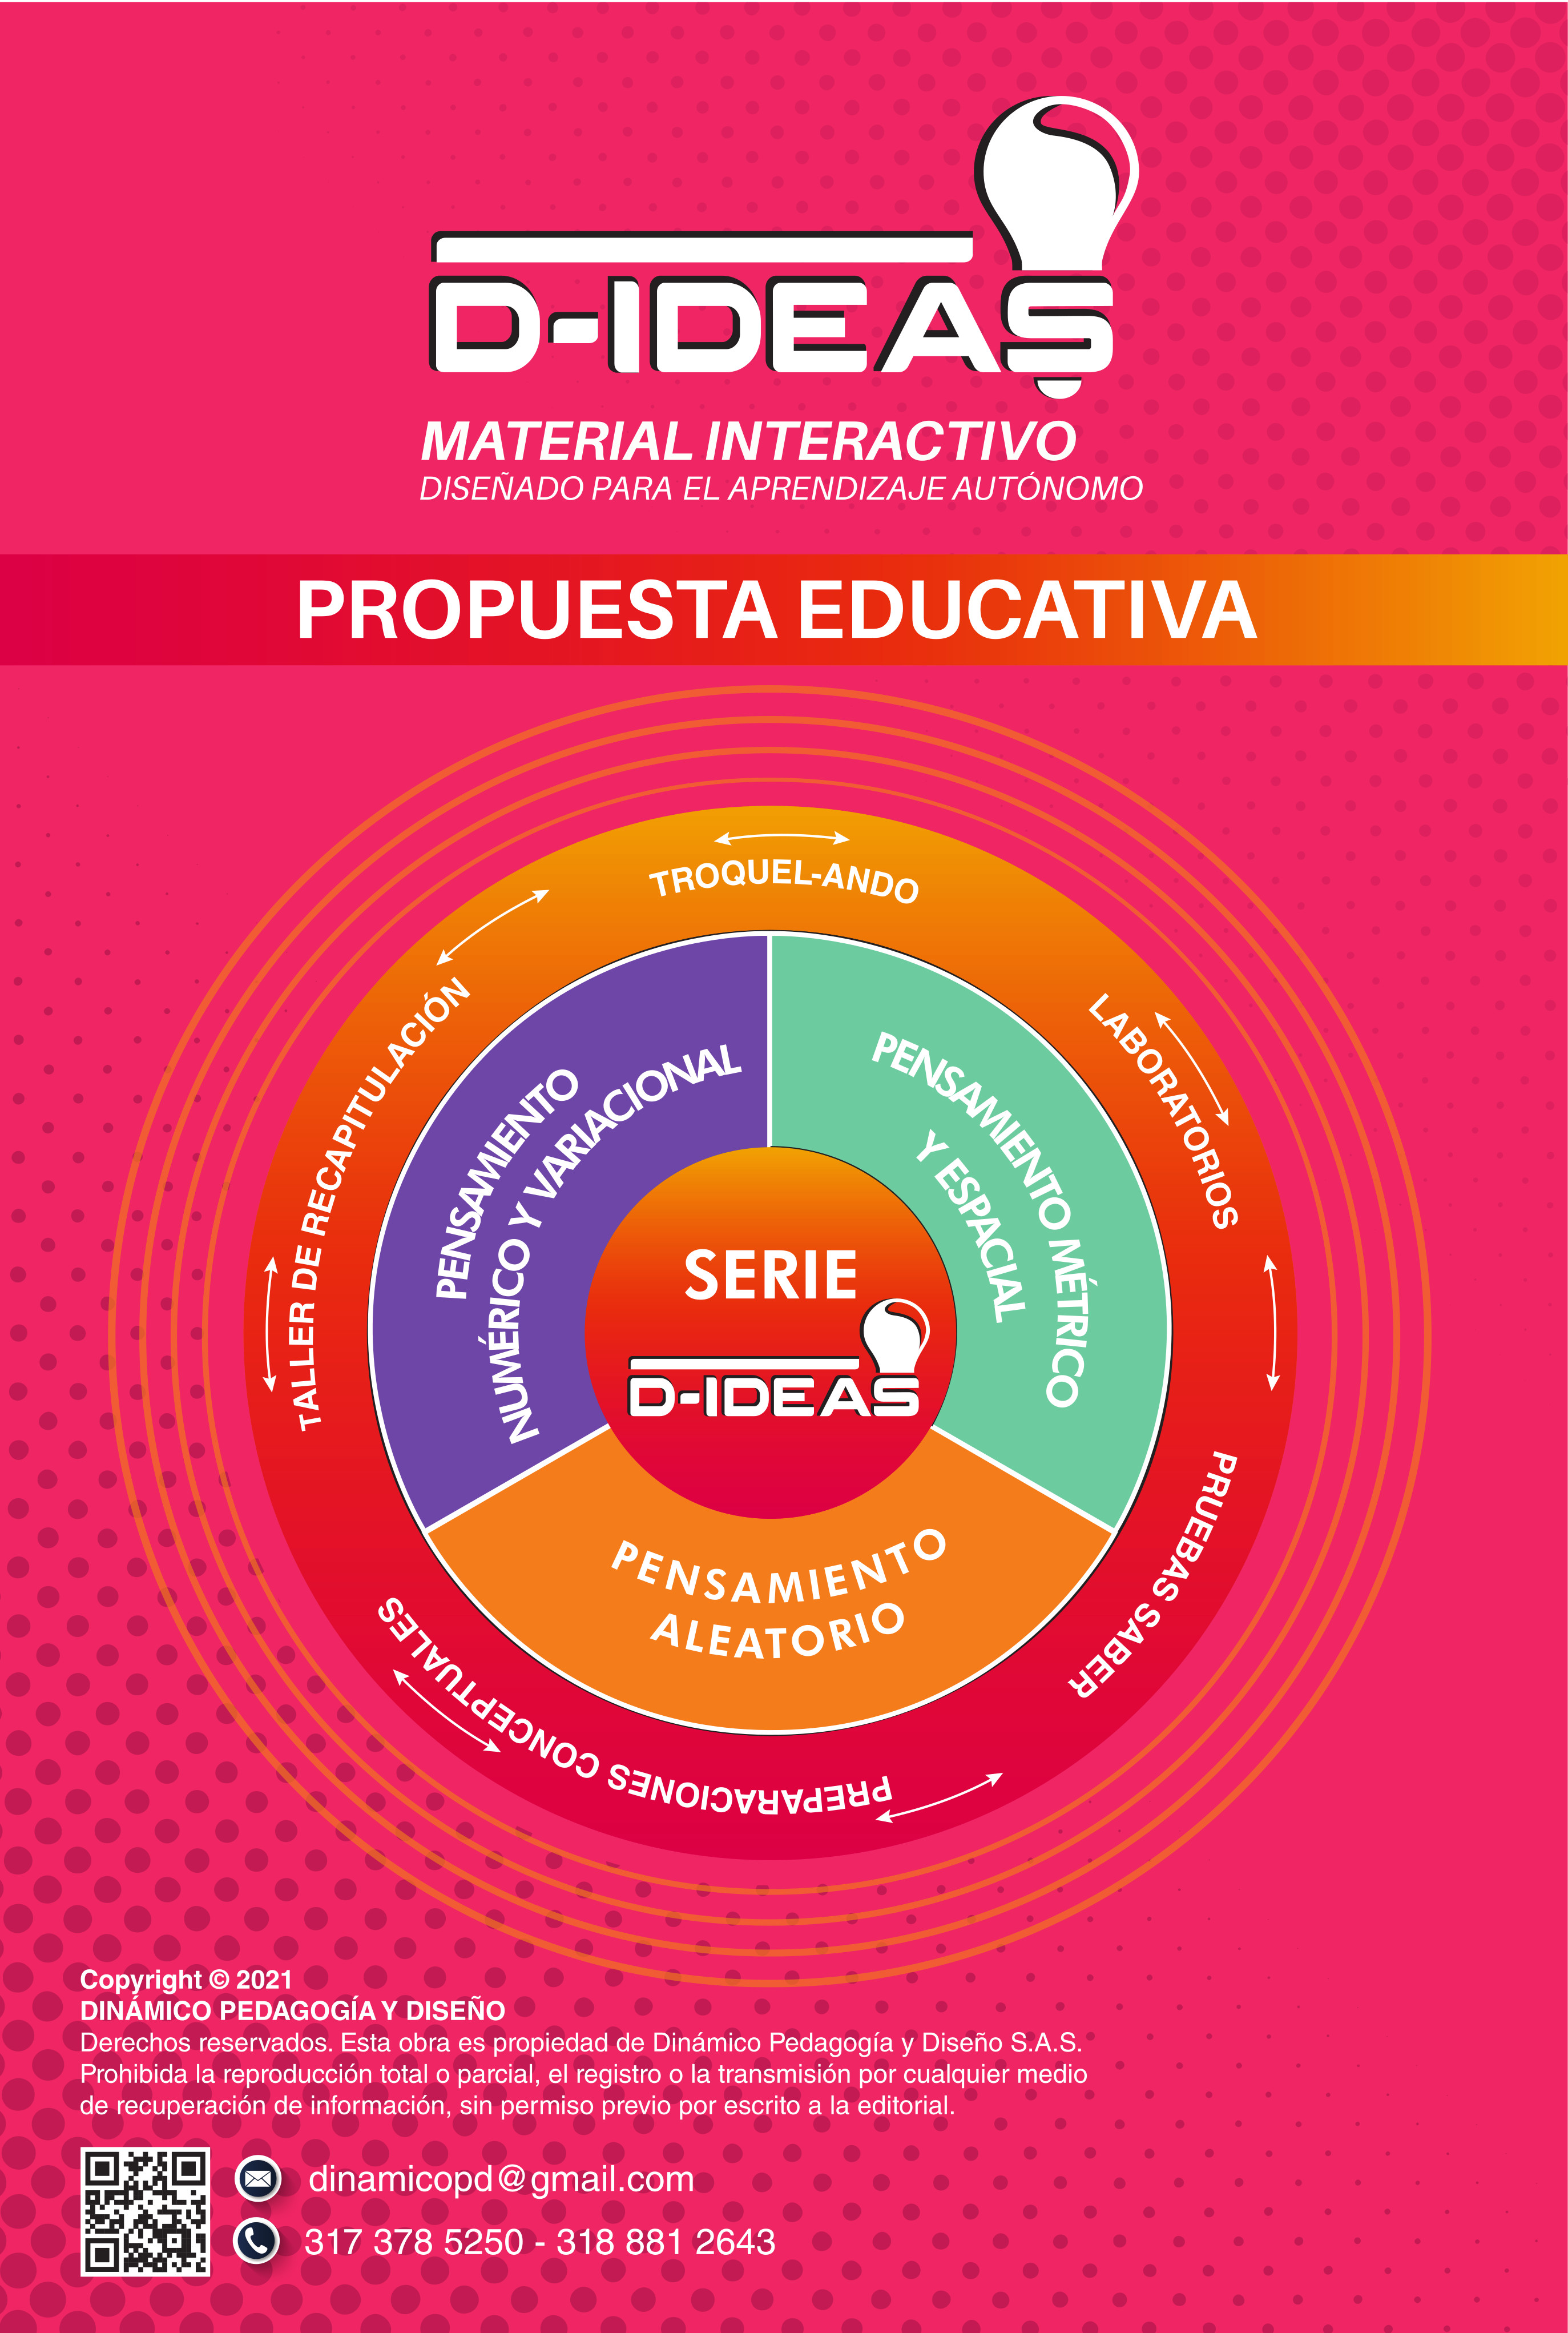 D-IDEAS
MATERIAL INTERACTIVO
DISEÑADO PARA EL APRENDIZAJE AUTÓNOMO
PROPUESTA EDUCATIVA
TROQUEL-ANDO
LABORATORIOS
PRUEBAS SABER
PREPARACIONES CONCEPTUALES
TALLER DE RECAPITULACIÓN
PENSAMIENTO
NUMÉRICO Y VARIACIONAL
PENSAMIENTO MÉTRICO
Y ESPACIAL
SERIE
D-IDEAS
PENSAMIENTO
ALEATORIO
Copyright © 2021
DINÁMICO PEDAGOGÍA Y DISEÑO
Derechos reservados. Esta obra es propiedad de Dinámico Pedagogía y Diseño S.A.S.
Prohibida la reproducción total o parcial, el registro o la transmisión por cualquier medio
de recuperación de información, sin permiso previo por escrito a la editorial.
dinamicopd@gmail.com
317 378 5250 - 318 881 2643